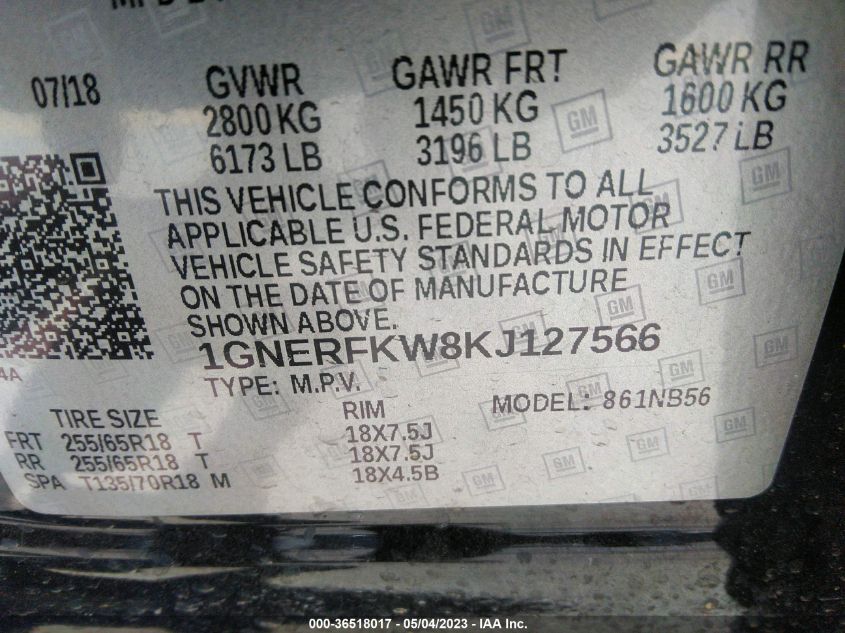 07/18 GVWR GAWR FRT GAWR RR
2800 KG 1450 KG 1600 KG
6173 LB 3196 LB 3527 LB
THIS VEHICLE CONFORMS TO ALL
APPLICABLE U.S. FEDERAL MOTOR
VEHICLE SAFETY STANDARDS IN EFFECT
ON THE DATE OF MANUFACTURE
SHOWN ABOVE.
1GNERFKW8KJ127566
4A
TYPE: M.P.V.
TIRE SIZE RIM MODEL: 861NB56
FRT 255/65R18 T 18X7.5J
RR 255/65R18 T 18X7.5J
SPA T135/70R18 M 18X4.5B
GM
000-36518017 — 05/04/2023 — IAA Inc.